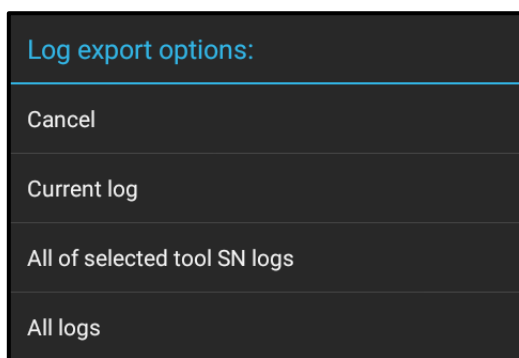 Log export options:
Cancel
Current log
All of selected tool SN logs
All logs